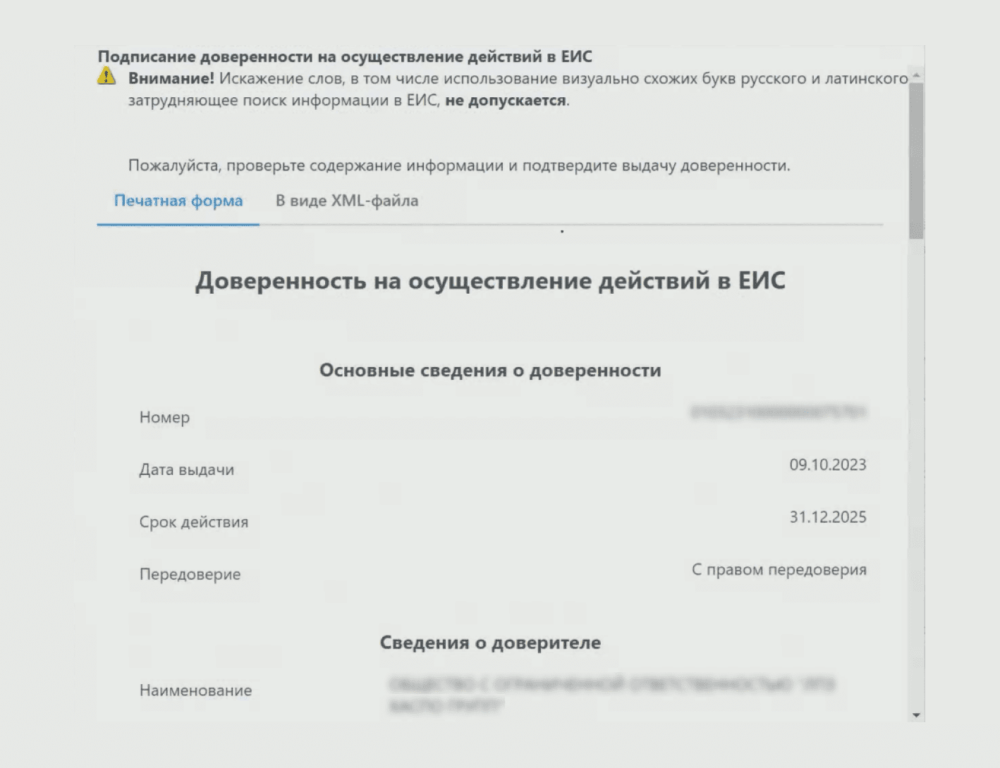 Подписание доверенности на осуществление действий в ЕИС
Внимание! Искажение слов, в том числе использование визуально схожих букв русского и латинского
затрудняющее поиск информации в ЕИС, не допускается.
Пожалуйста, проверьте содержание информации и подтвердите выдачу доверенности.
Печатная форма В виде XML-файла
Доверенность на осуществление действий в ЕИС
Основные сведения о доверенности
Номер
Дата выдачи 09.10.2023
Срок действия 31.12.2025
Передоверие С правом передоверия
Сведения о доверителе
Наименование